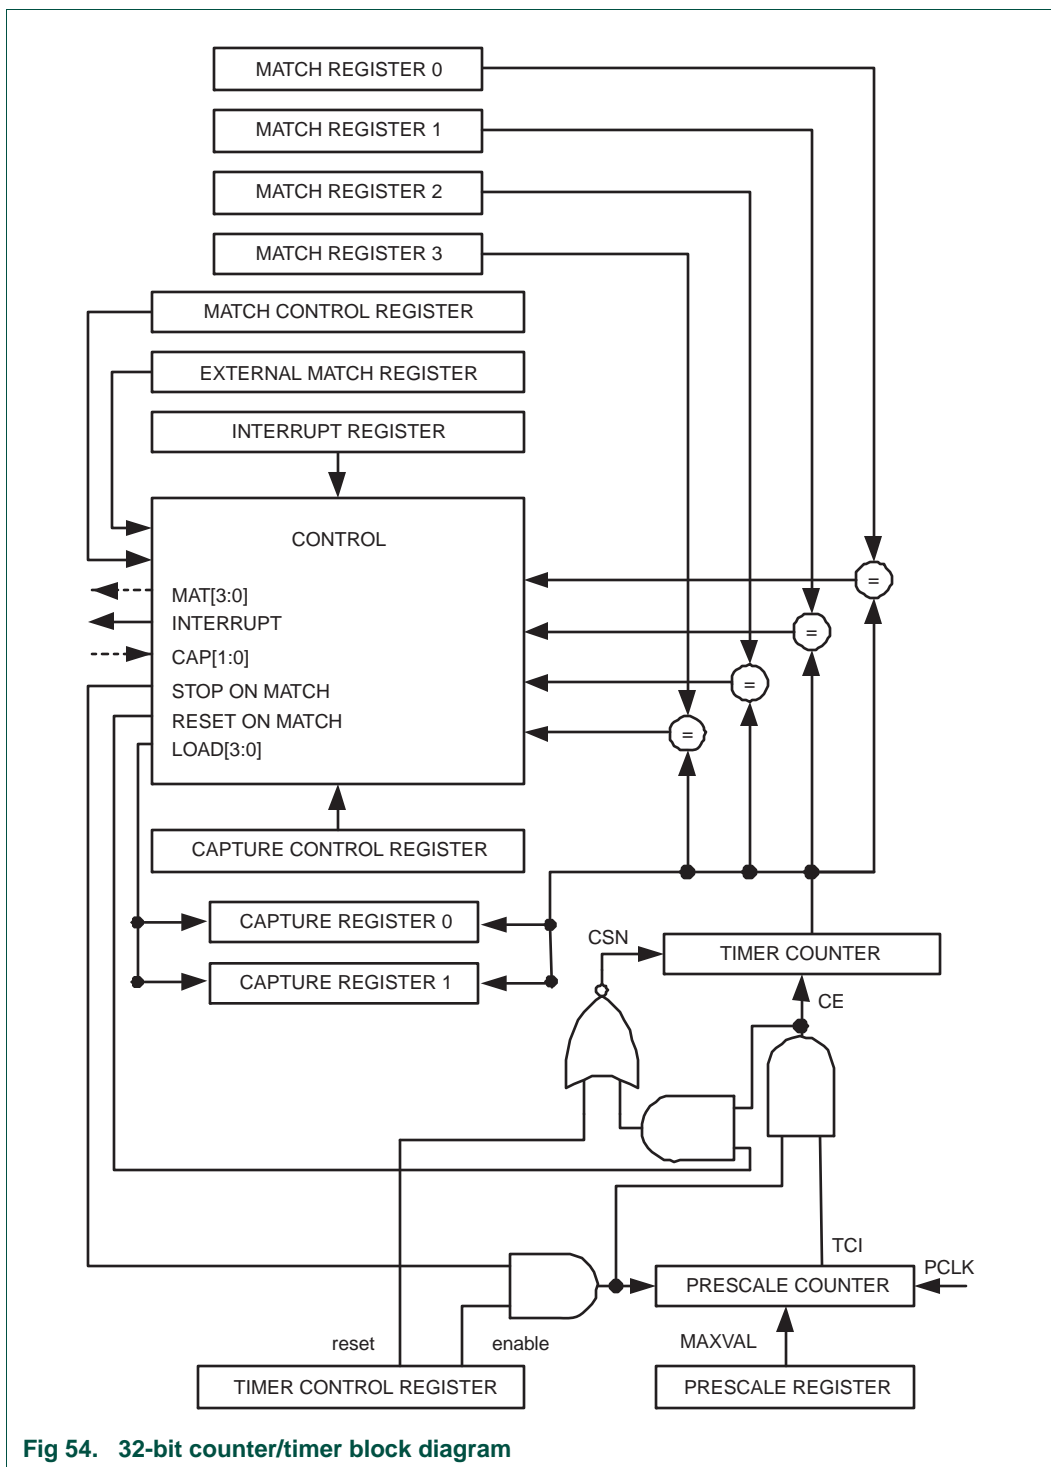 MATCH REGISTER 0
MATCH REGISTER 1
MATCH REGISTER 2
MATCH REGISTER 3
MATCH CONTROL REGISTER
EXTERNAL MATCH REGISTER
INTERRUPT REGISTER
CONTROL
MAT[3:0]
INTERRUPT
CAP[1:0]
STOP ON MATCH
RESET ON MATCH
LOAD[3:0]
=
=
=
=
CAPTURE CONTROL REGISTER
CAPTURE REGISTER 0
CAPTURE REGISTER 1
CSN
TIMER COUNTER
CE
TCI
PCLK
PRESCALE COUNTER
reset
enable
MAXVAL
TIMER CONTROL REGISTER
PRESCALE REGISTER
Fig 54. 32-bit counter/timer block diagram